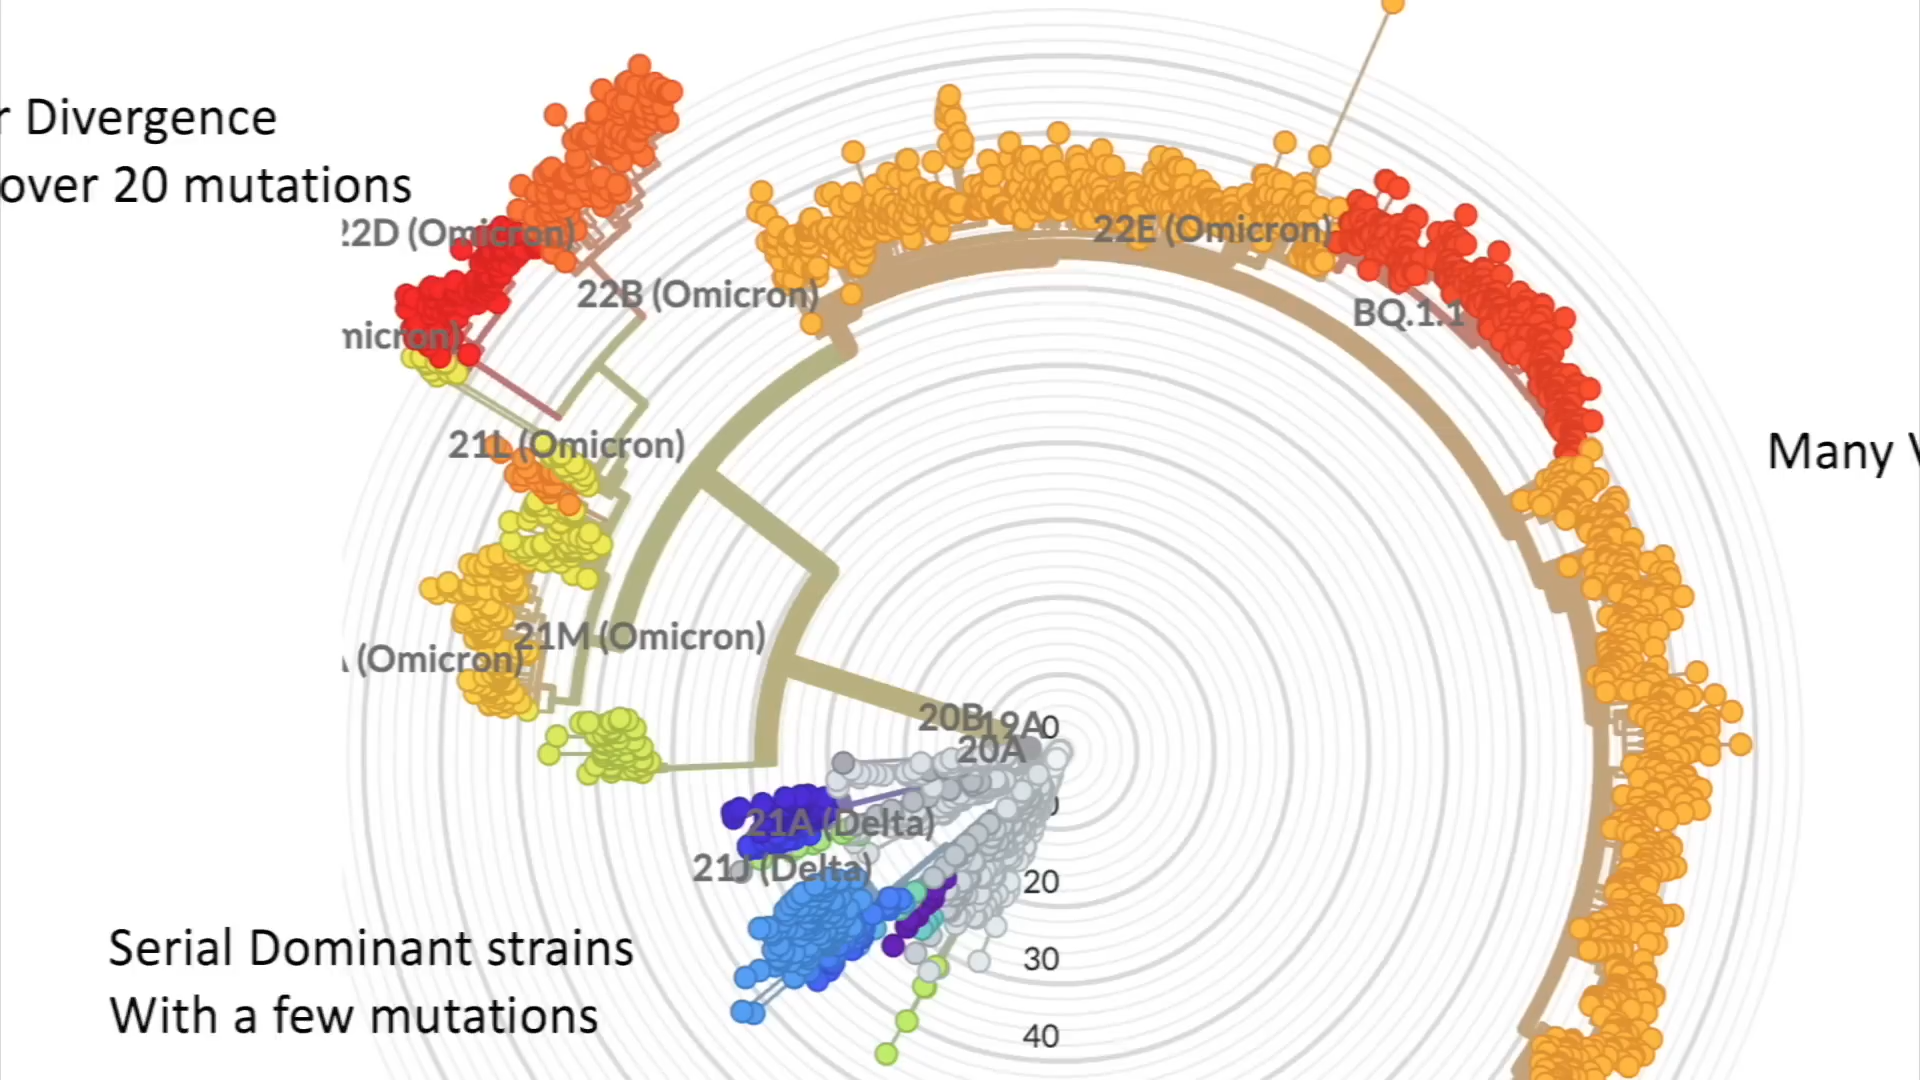 Divergence
over 20 mutations
22D (Omicron)
22E (Omicron)
22B (Omicron)
BQ.1.1
micron)
21L (Omicron)
Many
21M (Omicron)
(Omicron)
20B
19A
0
20A
21A (Delta)
21J (Delta)
20
30
40
Serial Dominant strains
With a few mutations